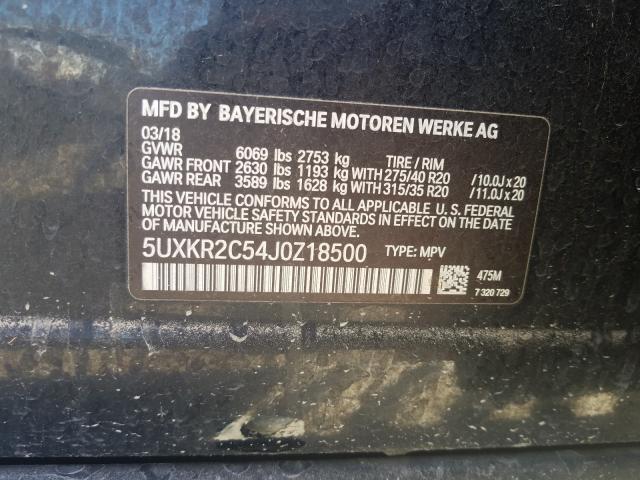 MFD BY BAYERISCHE MOTOREN WERKE AG
03/18
GVWR 6069 lbs 2753 kg TIRE / RIM
GAWR FRONT 2630 lbs 1193 kg WITH 275/40 R20 /10.0J x 20
GAWR REAR 3589 lbs 1628 kg WITH 315/35 R20 /11.0J x 20
THIS VEHICLE CONFORMS TO ALL APPLICABLE U. S. FEDERAL
MOTOR VEHICLE SAFETY STANDARDS IN EFFECT ON THE DATE
OF MANUFACTURE SHOWN ABOVE.
5UXKR2C54J0Z18500 TYPE: MPV
475M
7 320 729